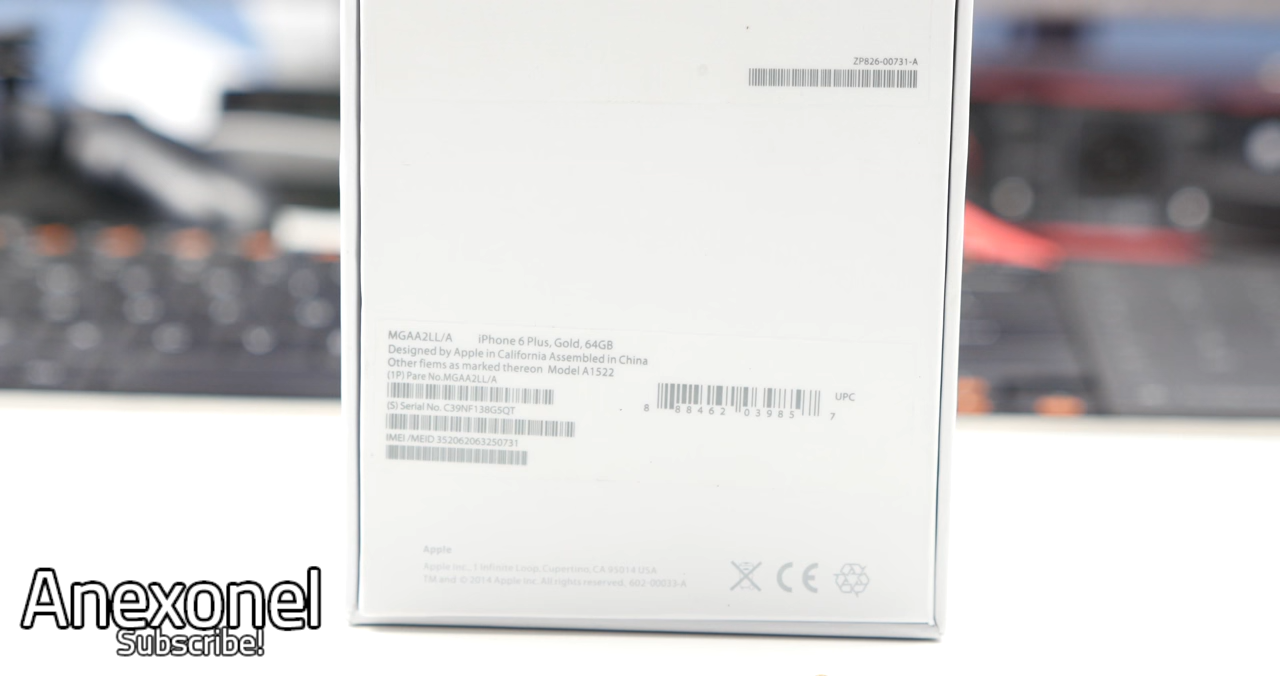 ZP826-00731-A
MGAA2LL/A iPhone 6 Plus, Gold, 64GB
Designed by Apple in California Assembled in China
Other flems as marked thereon Model A1522
(1P) Pare No.MGAA2LL/A
(S) Serial No. C39NF138G5QT
IMEI /MEID 352062063250731
UPC
8 88462 03985 7
Apple
Apple Inc., 1 Infinite Loop, Cupertino, CA 95014 USA
TM and © 2014 Apple Inc. All rights reserved. 602-00033-A
CE
Anexonel
Subscribe!